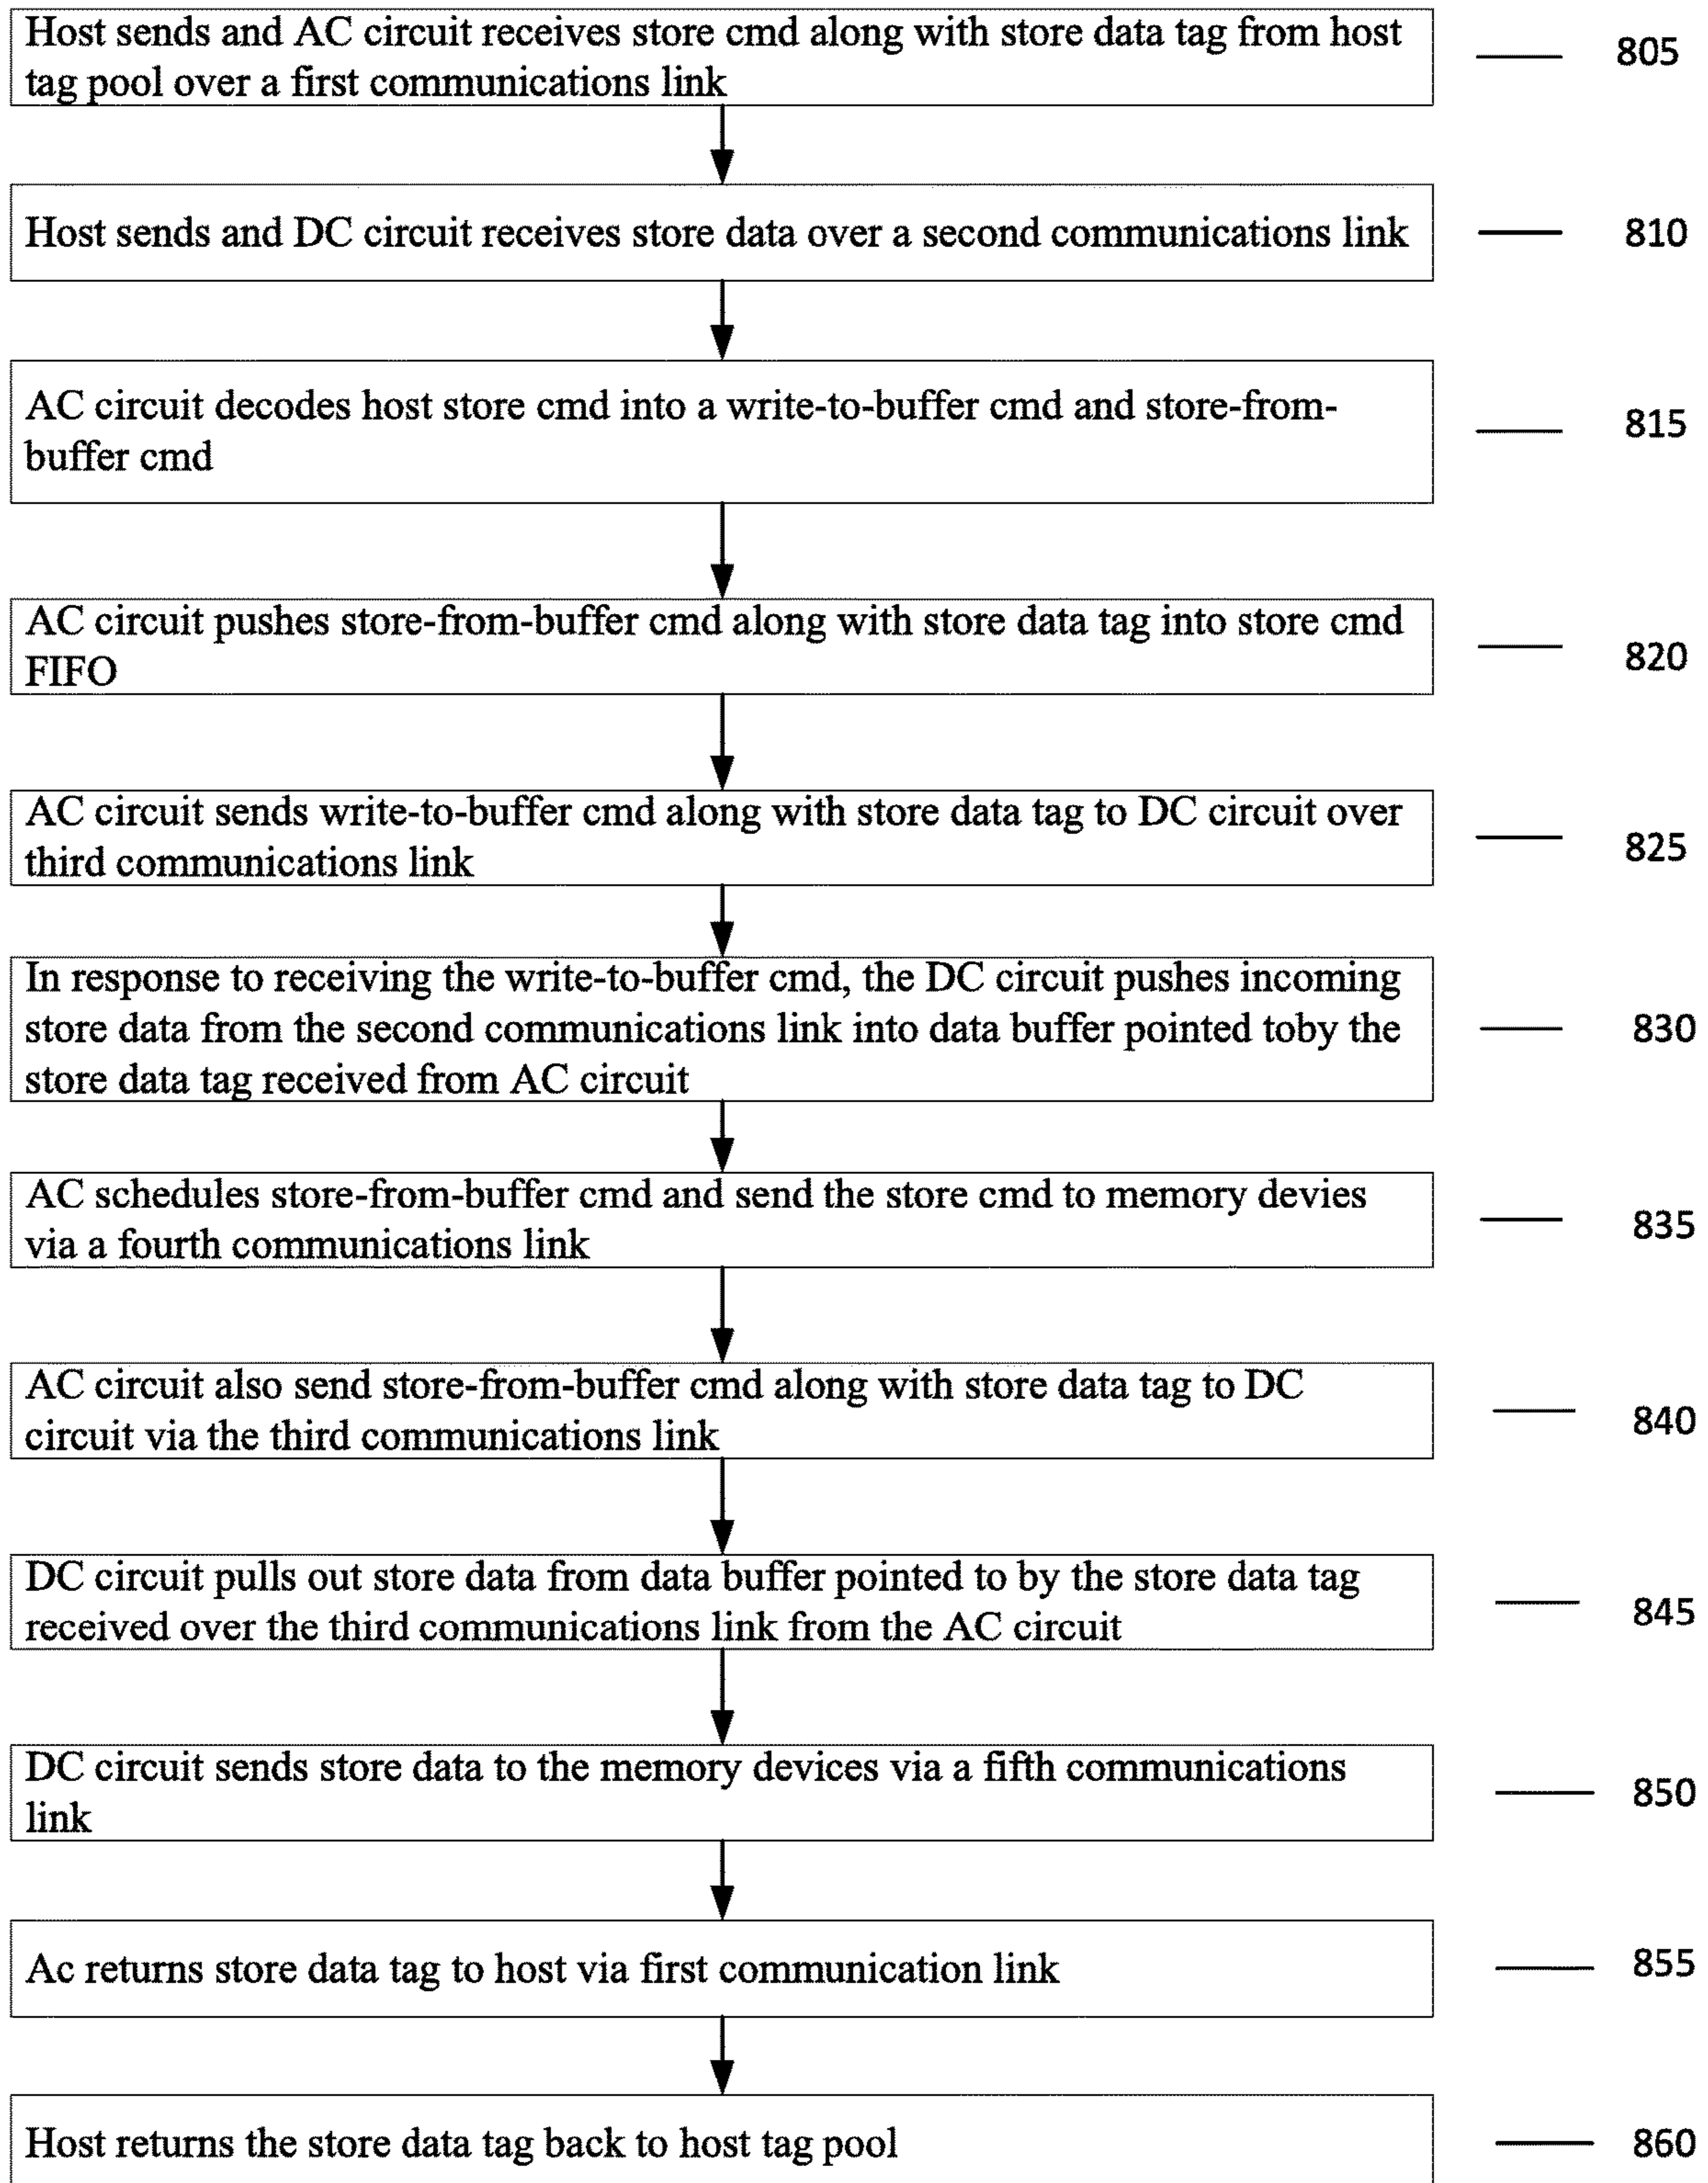 Host sends and AC circuit receives store cmd along with store data tag from host
tag pool over a first communications link
805
Host sends and DC circuit receives store data over a second communications link
810
AC circuit decodes host store cmd into a write-to-buffer cmd and store-from-
buffer cmd
815
AC circuit pushes store-from-buffer cmd along with store data tag into store cmd
FIFO
820
AC circuit sends write-to-buffer cmd along with store data tag to DC circuit over
third communications link
825
In response to receiving the write-to-buffer cmd, the DC circuit pushes incoming
store data from the second communications link into data buffer pointed toby the
store data tag received from AC circuit
830
AC schedules store-from-buffer cmd and send the store cmd to memory devies
via a fourth communications link
835
AC circuit also send store-from-buffer cmd along with store data tag to DC
circuit via the third communications link
840
DC circuit pulls out store data from data buffer pointed to by the store data tag
received over the third communications link from the AC circuit
845
DC circuit sends store data to the memory devices via a fifth communications
link
850
Ac returns store data tag to host via first communication link
855
Host returns the store data tag back to host tag pool
860